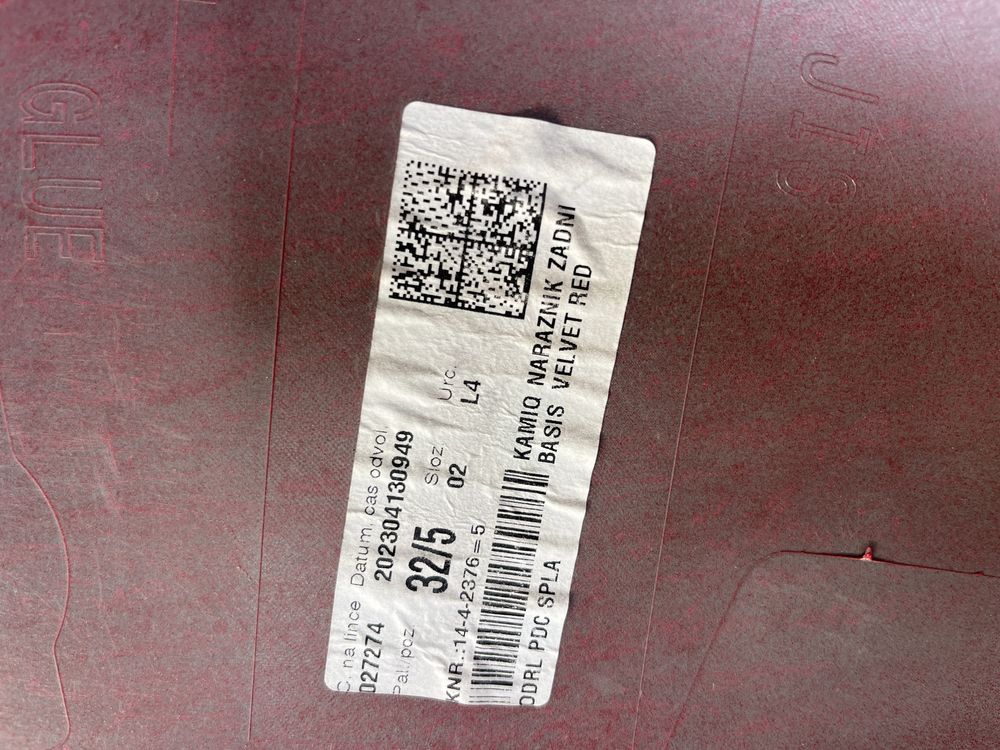 GLUE
C. na lince Datum, cas odvol.
027274 202304130949
Pal./poz Sloz. Urc.
32/5 02 L4
KNR.:14-4-2376=5
KAMIQ NARAZNIK ZADNI
BASIS VELVET RED
ODRL PDC SPLA
JIS